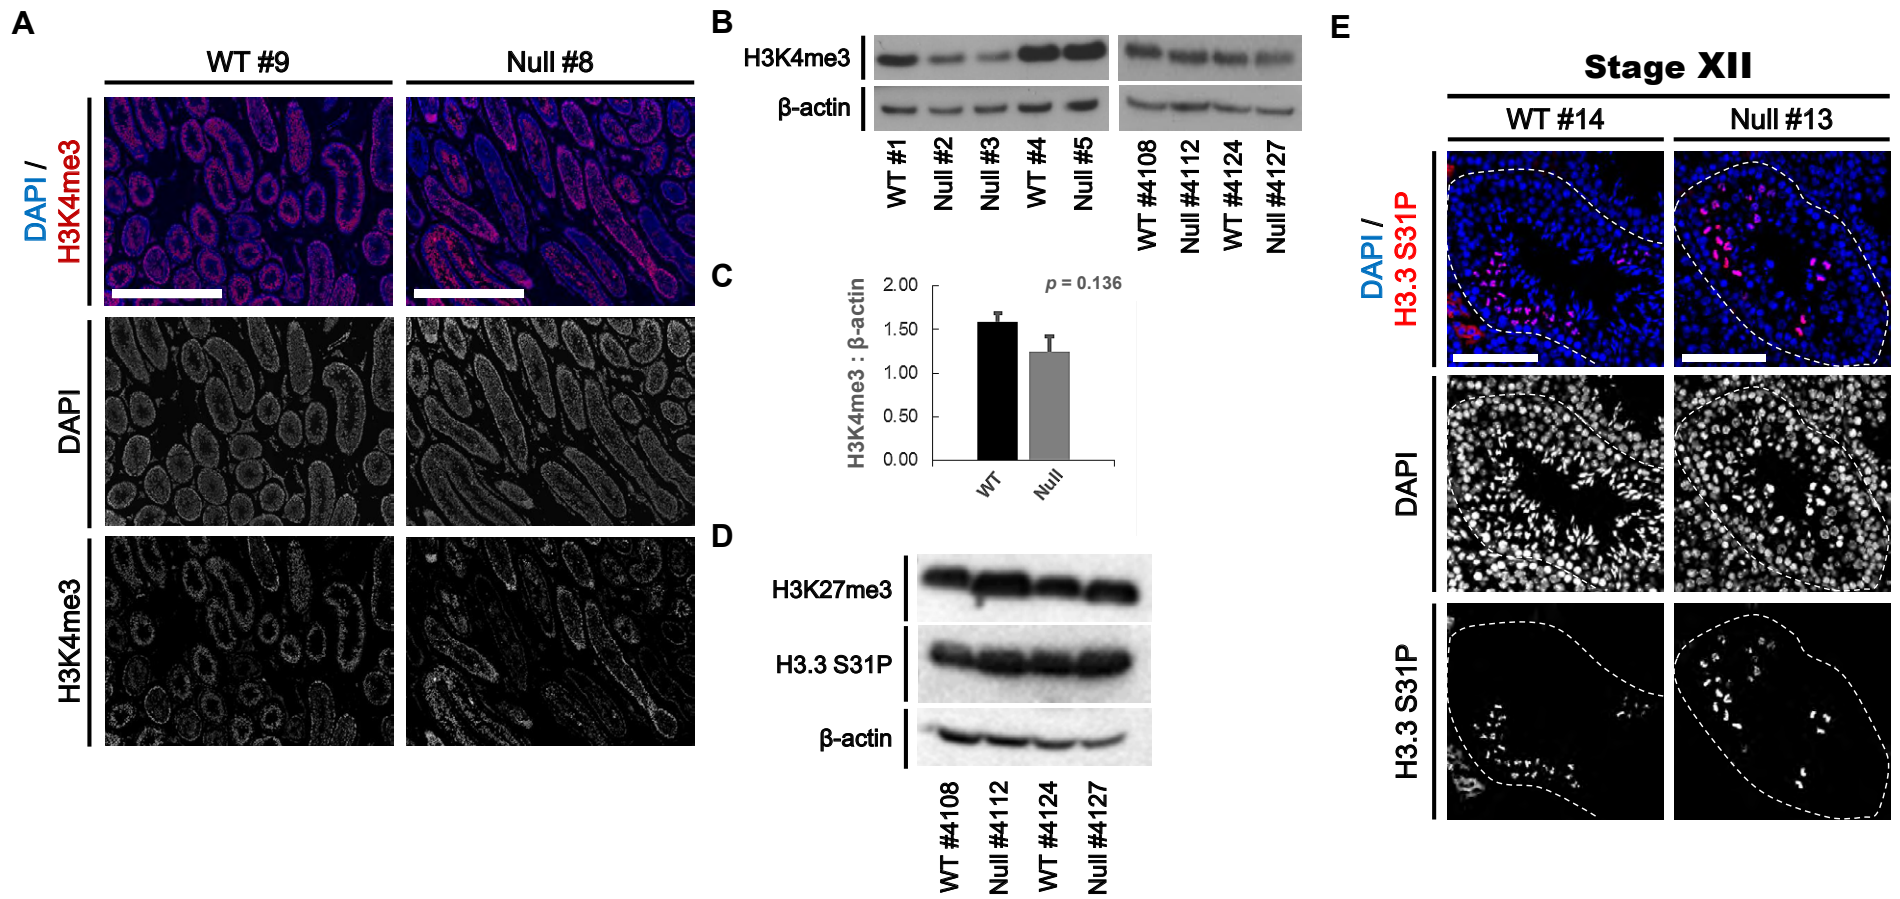 A
WT #9
Null #8
DAPI /
H3K4me3
DAPI
H3K4me3
B
H3K4me3
β-actin
WT #1
Null #2
Null #3
WT #4
Null #5
WT #4108
Null #4112
WT #4124
Null #4127
C
p = 0.136
H3K4me3 : β-actin
2.00
1.50
1.00
0.50
0.00
WT
Null
D
H3K27me3
H3.3 S31P
β-actin
WT #4108
Null #4112
WT #4124
Null #4127
E
Stage XII
WT #14
Null #13
DAPI /
H3.3 S31P
DAPI
H3.3 S31P